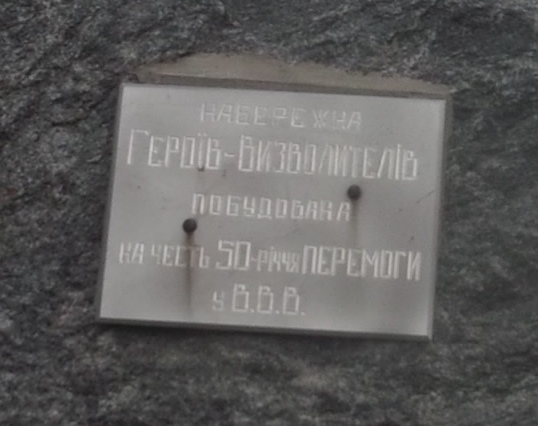 НАБЕРЕЖНА
ГЕРОЇВ-ВИЗВОЛИТЕЛІВ
ПОБУДОВАНА
НА ЧЕСТЬ 50-РІЧЧЯ ПЕРЕМОГИ
У В.В.В.